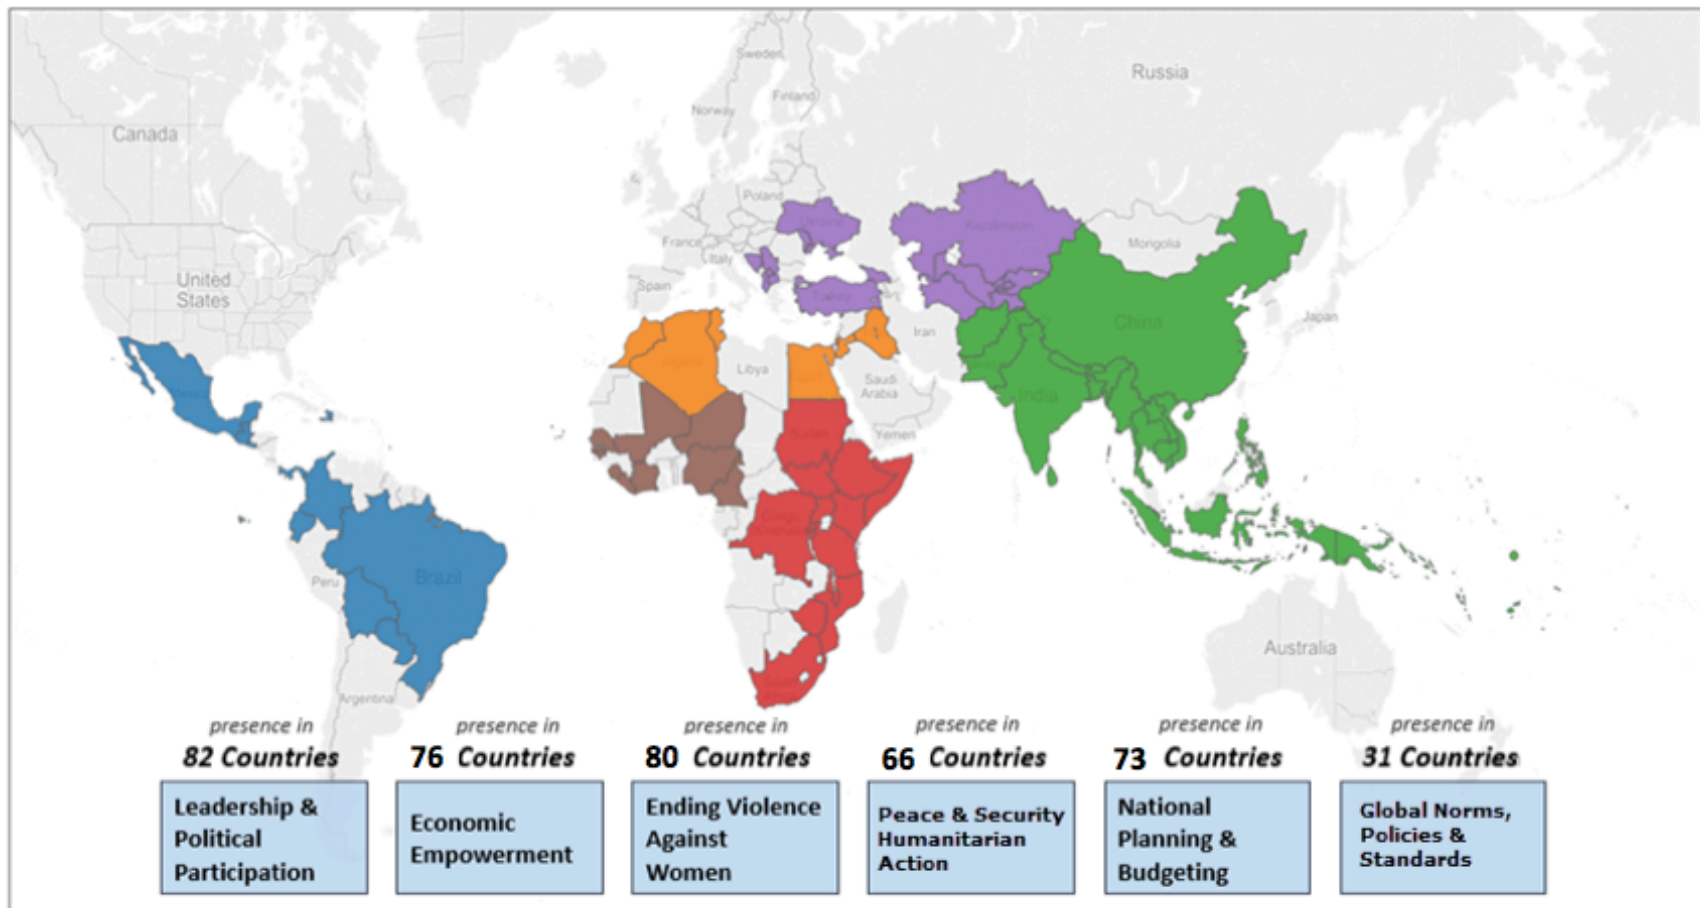 Sweden
Russia
Finland
Norway
Canada
Poland
Ukraine
France
Kazakhstan
Mongolia
Italy
United
States
Spain
Turkey
Japan
China
Iran
Algeria
Libya
Egypt
Saudi
Arabia
Mexico
India
Sudan
Yemen
Congo
Peru
Brazil
Australia
South
Argentina
presence in
82 Countries
Leadership &
Political
Participation
presence in
76 Countries
Economic
Empowerment
presence in
80 Countries
Ending Violence
Against
Women
presence in
66 Countries
Peace & Security
Humanitarian
Action
presence in
73 Countries
National
Planning &
Budgeting
presence in
31 Countries
Global Norms,
Policies &
Standards